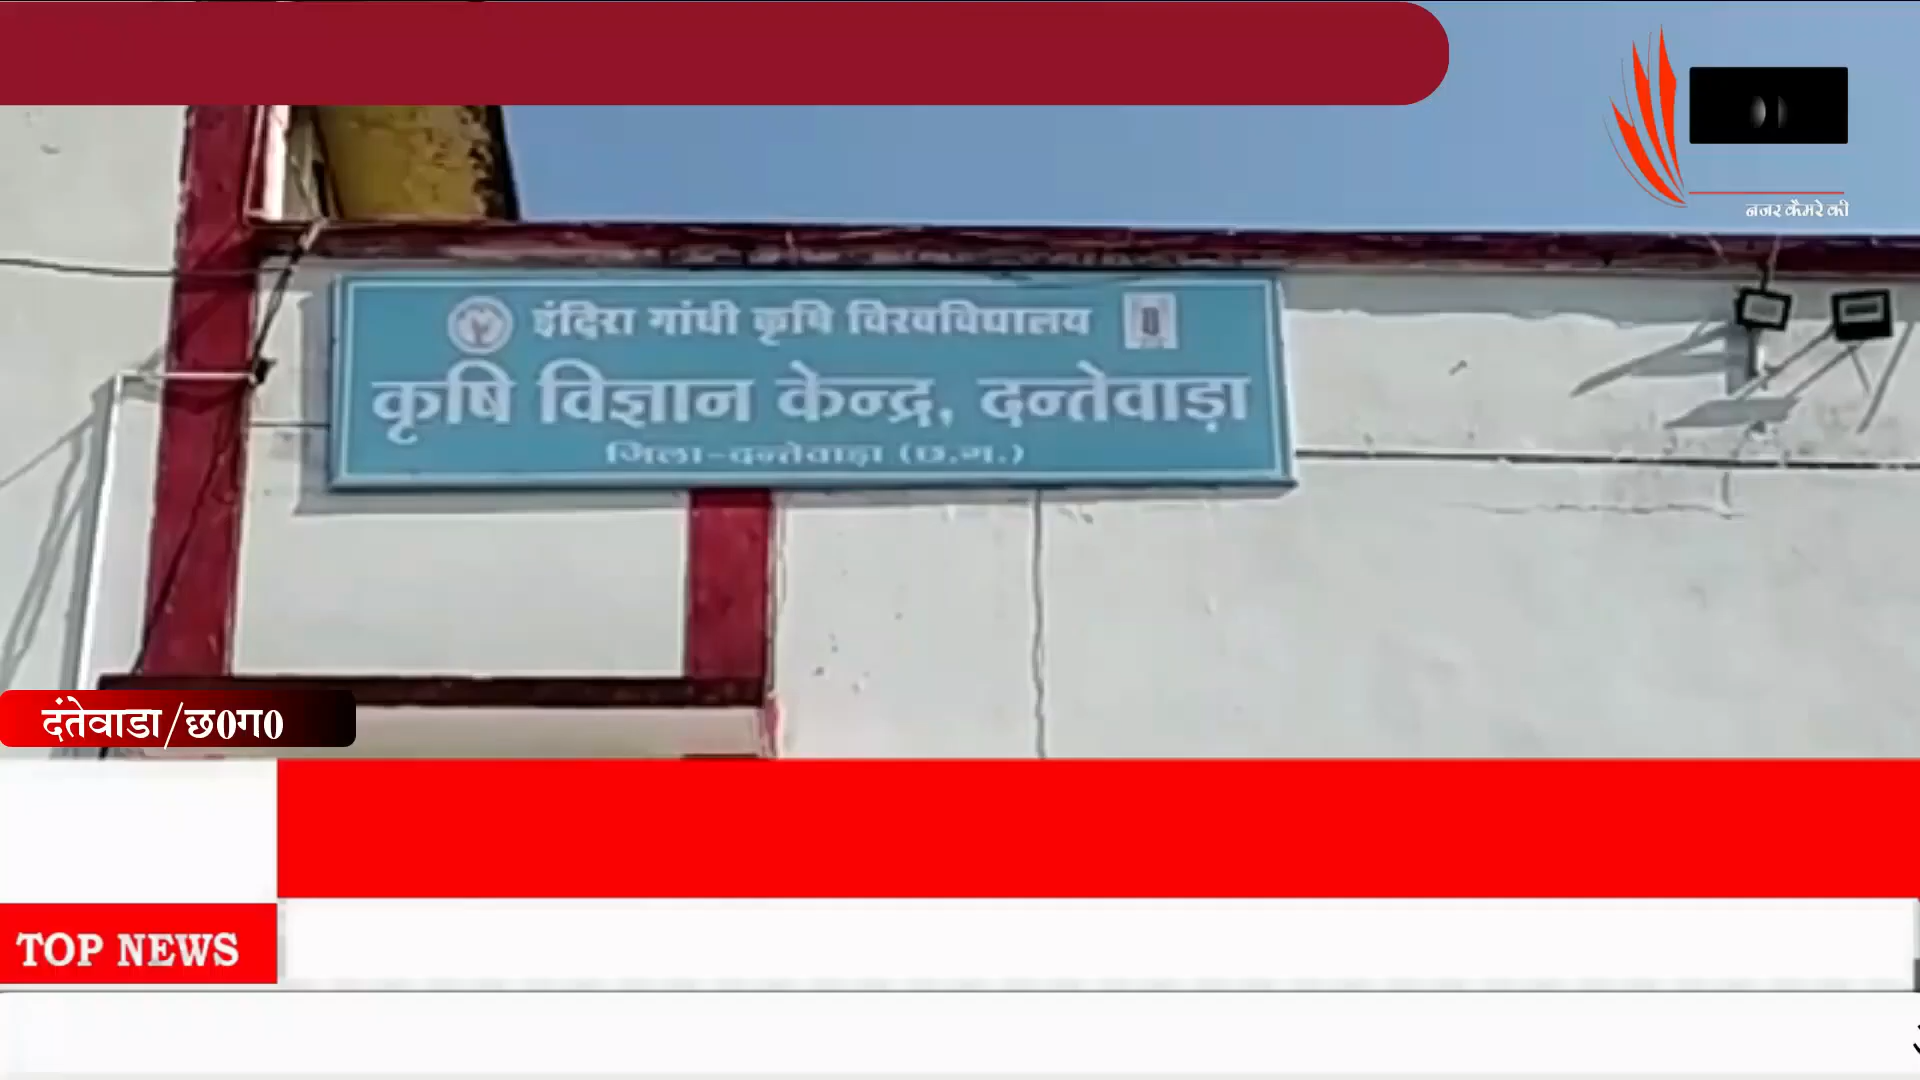 नजर कैमरे की
इंदिरा गांधी कृषि विश्वविद्यालय
कृषि विज्ञान केन्द्र, दन्तेवाड़ा
जिला-दन्तेवाड़ा (छ.ग.)
दंतेवाडा/छ0ग0
TOP NEWS